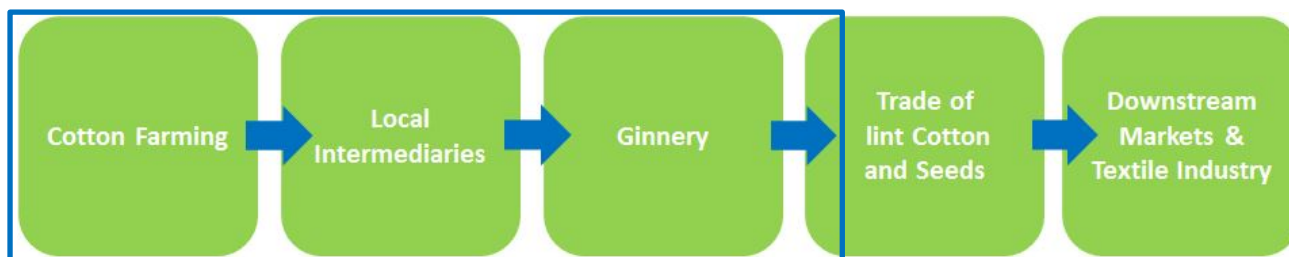 Cotton Farming
Local
Intermediaries
Ginnery
Trade of
lint Cotton
and Seeds
Downstream
Markets &
Textile Industry